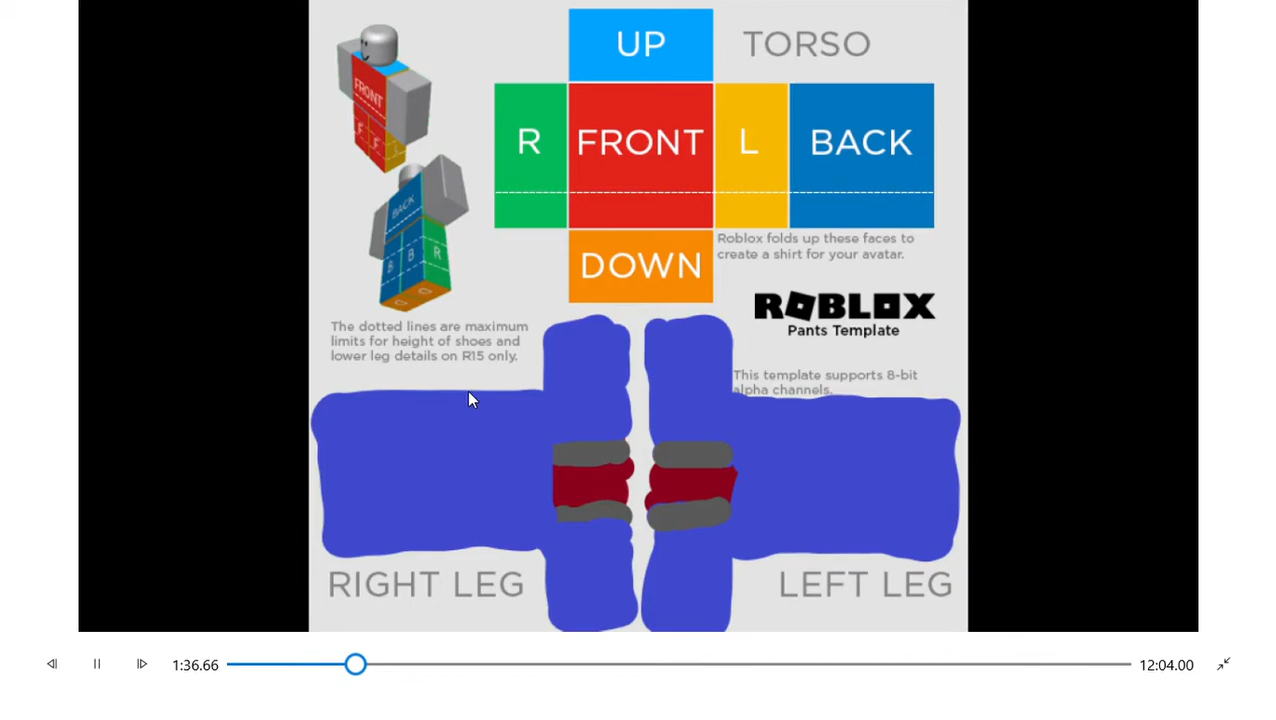 UP
TORSO
R
FRONT
L
BACK
DOWN
Roblox folds up these faces to
create a shirt for your avatar.
ROBLOX
Pants Template
The dotted lines are maximum
limits for height of shoes and
lower leg details on R15 only.
This template supports 8-bit
alpha channels.
RIGHT LEG
LEFT LEG
FRONT
F
F
L
BACK
B
B
R
1:36.66
12:04.00